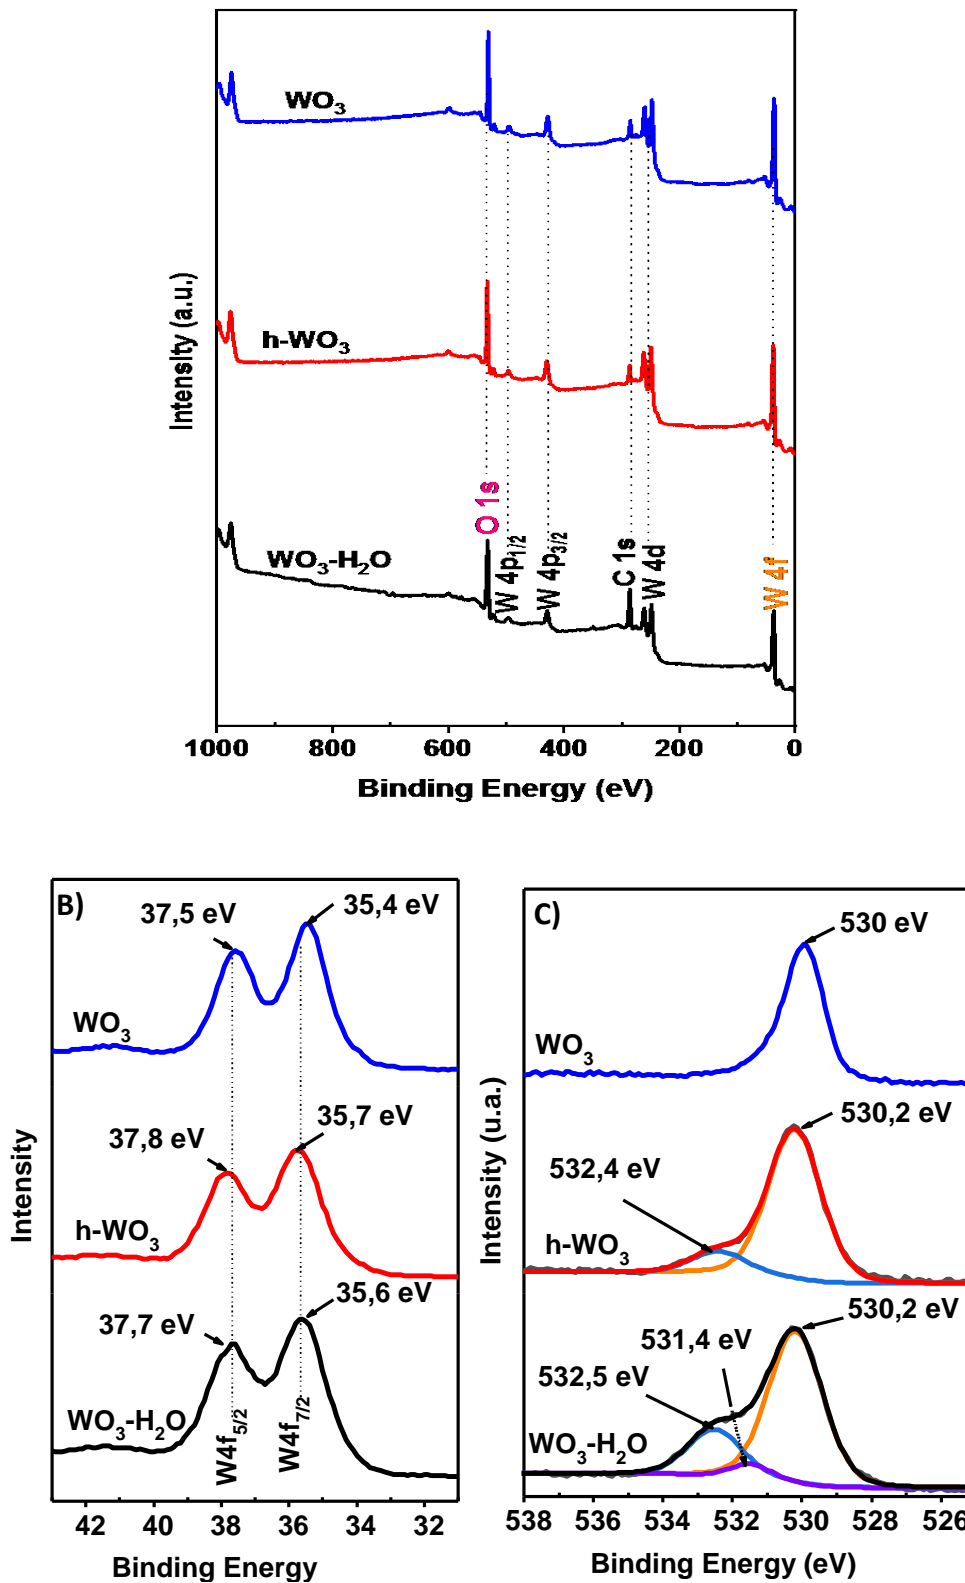 WO3
h-WO3
WO3-H2O
O 1s
W 4p1/2
W 4p3/2
C 1s
W 4d
W 4f
Intensity (a.u.)
1000 800 600 400 200 0
Binding Energy (eV)
B)
37,5 eV
35,4 eV
WO3
37,8 eV
35,7 eV
h-WO3
37,7 eV
35,6 eV
WO3-H2O
W4f5/2
W4f7/2
Intensity
42 40 38 36 34 32
Binding Energy
C)
530 eV
WO3
530,2 eV
532,4 eV
h-WO3
530,2 eV
531,4 eV
532,5 eV
WO3-H2O
Intensity (u.a.)
538 536 534 532 530 528 526
Binding Energy (eV)